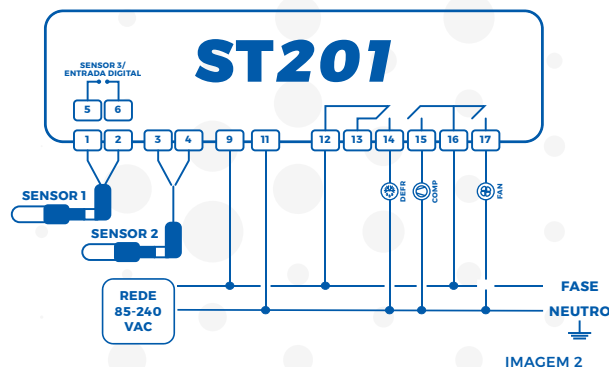 ST201
SENSOR 3/
ENTRADA DIGITAL
5 6
1 2 3 4 9 11 12 13 14 15 16 17
DEFR
COMP
FAN
SENSOR 1
SENSOR 2
REDE
85-240
VAC
FASE
NEUTRO
IMAGEM 2